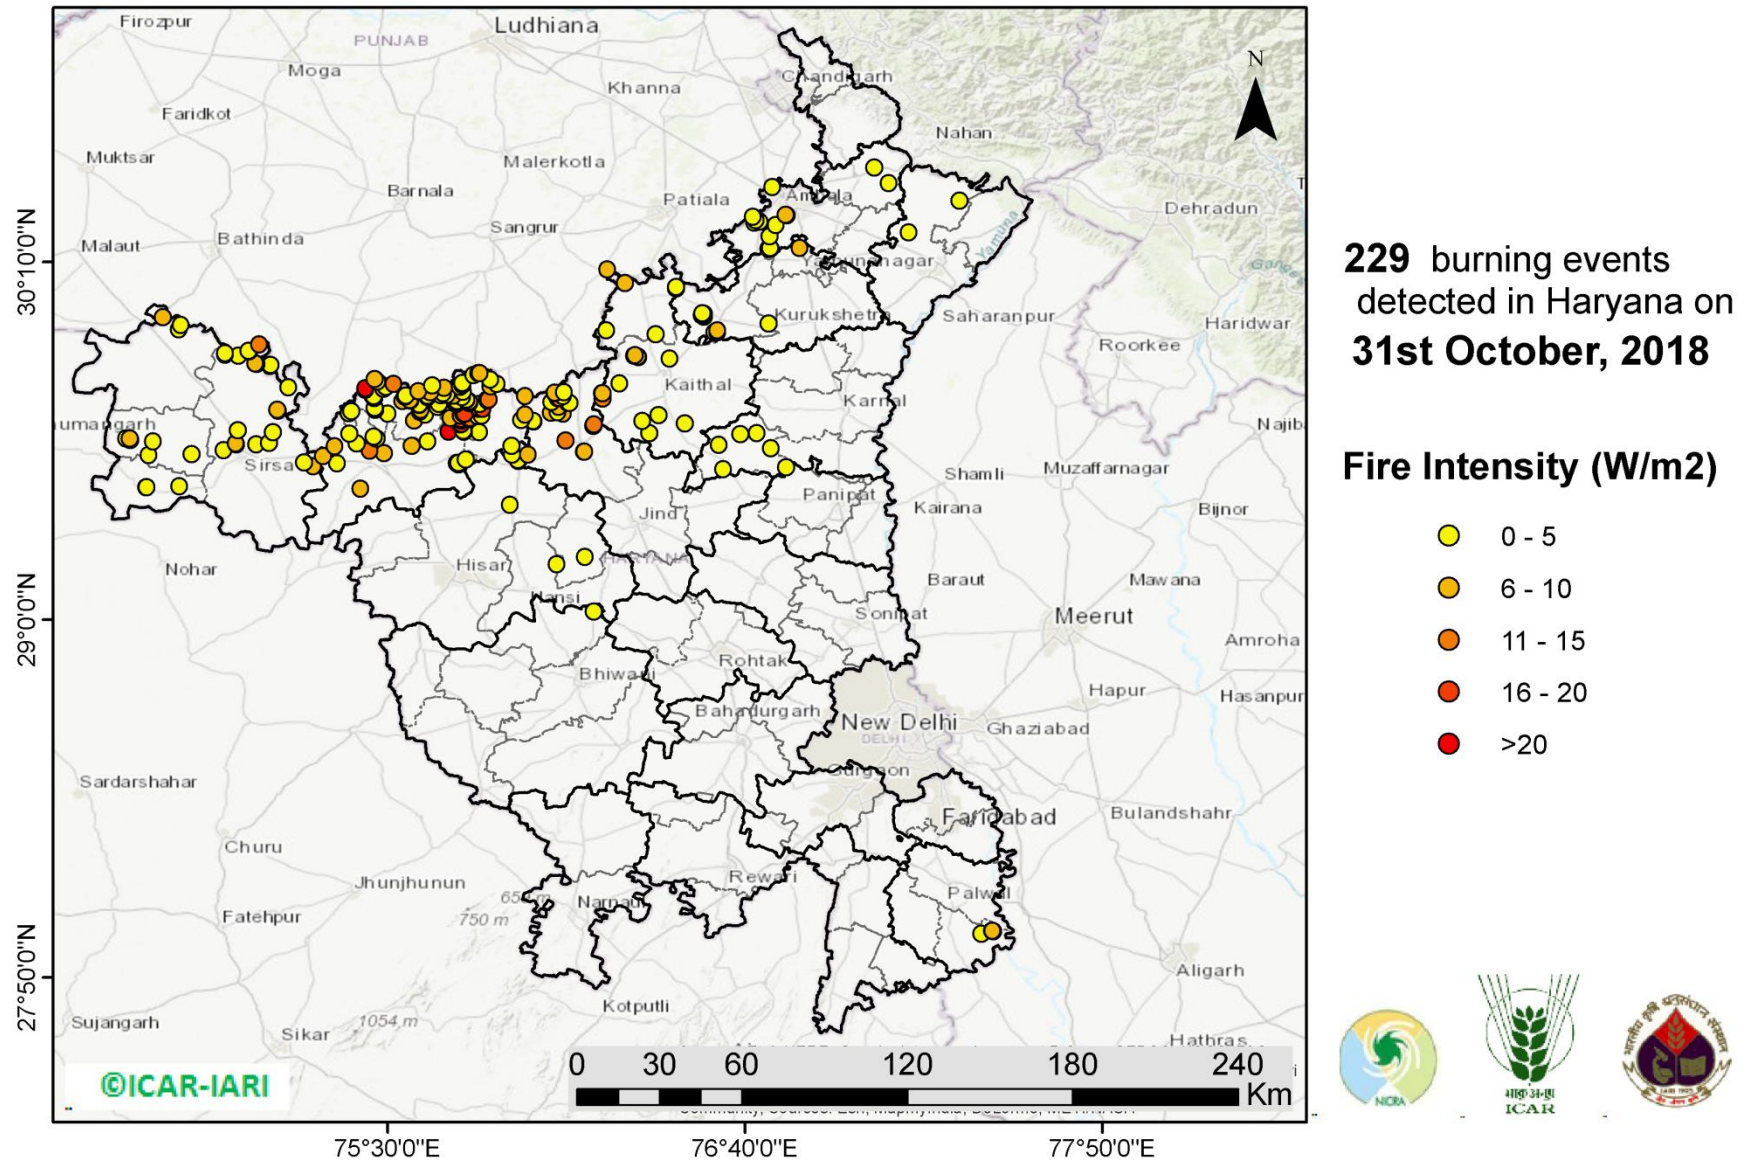 Firozpur
Ludhiana
PUNJAB
Moga
Chandigarh
Khanna
Faridkot
Nahan
Muktsar
Malerkotla
Barnala
Patiala
Ambala
Dehradun
Sangrur
Malaut
Bathinda
Yamuna
Yamunanagar
Ganges
Kurukshetra
Saharanpur
Haridwar
Roorkee
Kaithal
Karnal
Najib
umangarh
Sirsa
Shamli
Muzaffarnagar
Panipat
Kairana
Bijnor
Jind
HARYANA
Nohar
Hisar
Baraut
Mawana
Hansi
Sonipat
Meerut
Amroha
Rohtak
Bhiwani
Hapur
Hasanpur
Bahadurgarh
New Delhi
DELHI
Ghaziabad
Gurgaon
Sardarshahar
Faridabad
Bulandshahr
Churu
Jhunjhunun
Rewari
Palwal
Narnaul
750 m
Fatehpur
Aligarh
Kotputli
Sujangarh
Sikar
1054 m
Hathras
30°10'0"N
29°0'0"N
27°50'0"N
75°30'0"E
76°40'0"E
77°50'0"E
N
0 30 60 120 180 240
Km
©ICAR-IARI
229 burning events
detected in Haryana on
31st October, 2018
Fire Intensity (W/m2)
0 - 5
6 - 10
11 - 15
16 - 20
>20
NICRA
भाकृअनुप
ICAR